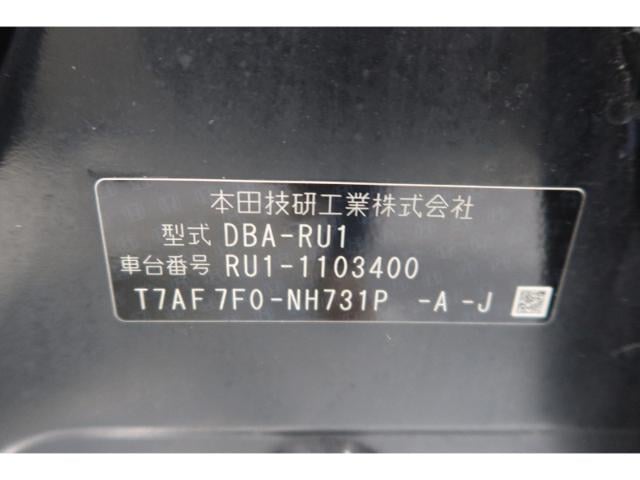 本田技研工業株式会社
型式 DBA-RU1
車台番号 RU1-1103400
T7AF 7F0-NH731P -A -J